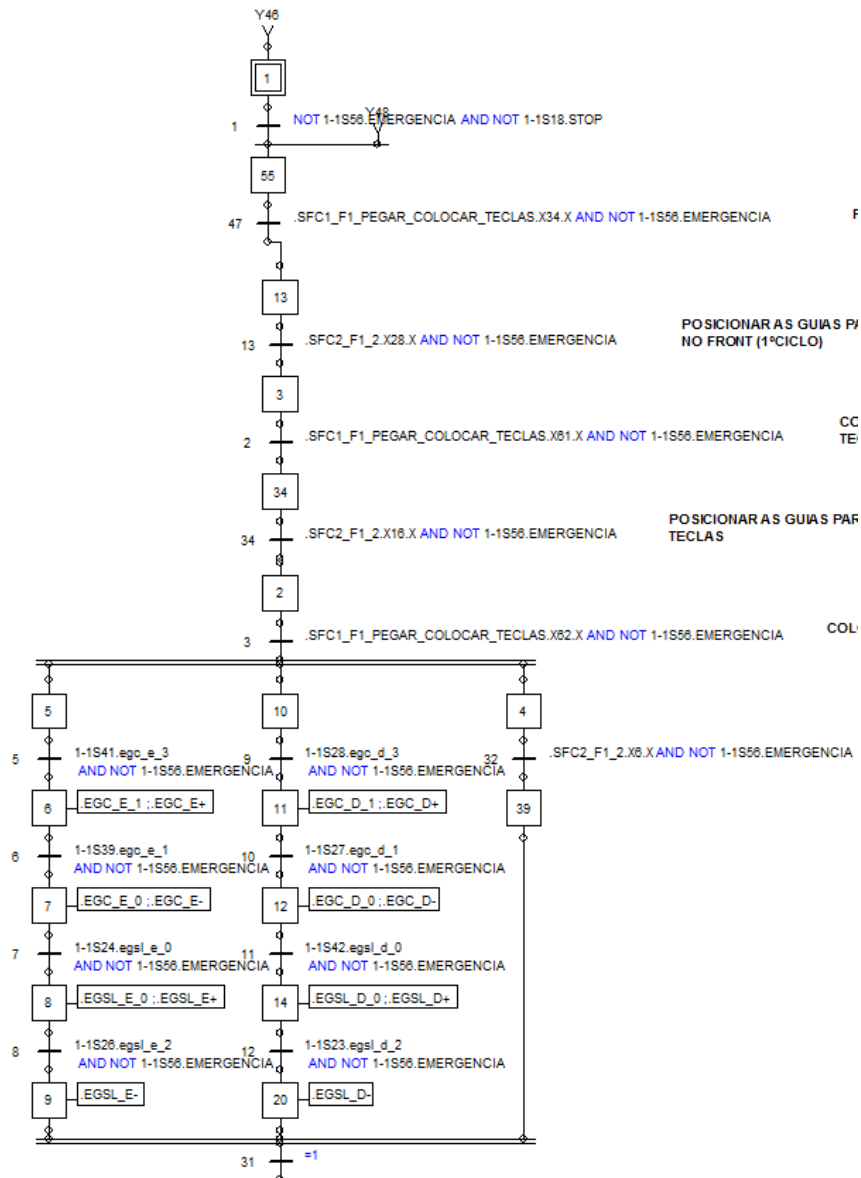 Y46
1
Y48
1 NOT 1-1S56.EMERGENCIA AND NOT 1-1S18.STOP
55
47 .SFC1_F1_PEGAR_COLOCAR_TECLAS.X34.X AND NOT 1-1S56.EMERGENCIA
13
POSICIONAR AS GUIAS PA
13 .SFC2_F1_2.X28.X AND NOT 1-1S56.EMERGENCIA
NO FRONT (1ºCICLO)
3
CO
2 .SFC1_F1_PEGAR_COLOCAR_TECLAS.X61.X AND NOT 1-1S56.EMERGENCIA
TE
34
POSICIONAR AS GUIAS PAR
34 .SFC2_F1_2.X16.X AND NOT 1-1S56.EMERGENCIA
TECLAS
2
3 .SFC1_F1_PEGAR_COLOCAR_TECLAS.X62.X AND NOT 1-1S56.EMERGENCIA
COL
5 10 4
5 1-1S41.egc_e_3 9 1-1S28.egc_d_3 32 .SFC2_F1_2.X6.X AND NOT 1-1S56.EMERGENCIA
AND NOT 1-1S56.EMERGENCIA AND NOT 1-1S56.EMERGENCIA
6 .EGC_E_1 ;.EGC_E+ 11 .EGC_D_1 ;.EGC_D+ 39
6 1-1S39.egc_e_1 10 1-1S27.egc_d_1
AND NOT 1-1S56.EMERGENCIA AND NOT 1-1S56.EMERGENCIA
7 .EGC_E_0 ;.EGC_E- 12 .EGC_D_0 ;.EGC_D-
7 1-1S24.egsl_e_0 11 1-1S42.egsl_d_0
AND NOT 1-1S56.EMERGENCIA AND NOT 1-1S56.EMERGENCIA
8 .EGSL_E_0 ;.EGSL_E+ 14 .EGSL_D_0 ;.EGSL_D+
8 1-1S26.egsl_e_2 12 1-1S23.egsl_d_2
AND NOT 1-1S56.EMERGENCIA AND NOT 1-1S56.EMERGENCIA
9 .EGSL_E- 20 .EGSL_D-
31 =1